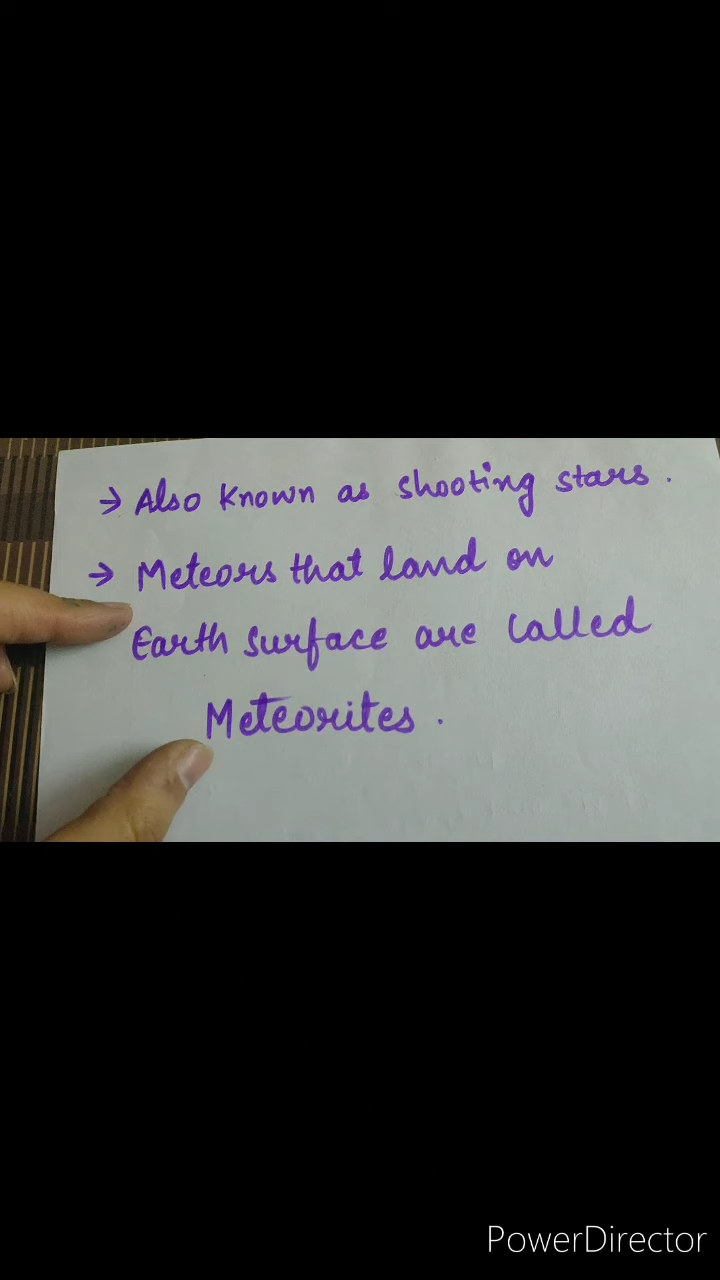 → Also known as shooting stars.
→ Meteors that land on
Earth surface are called
Meteorites.
PowerDirector